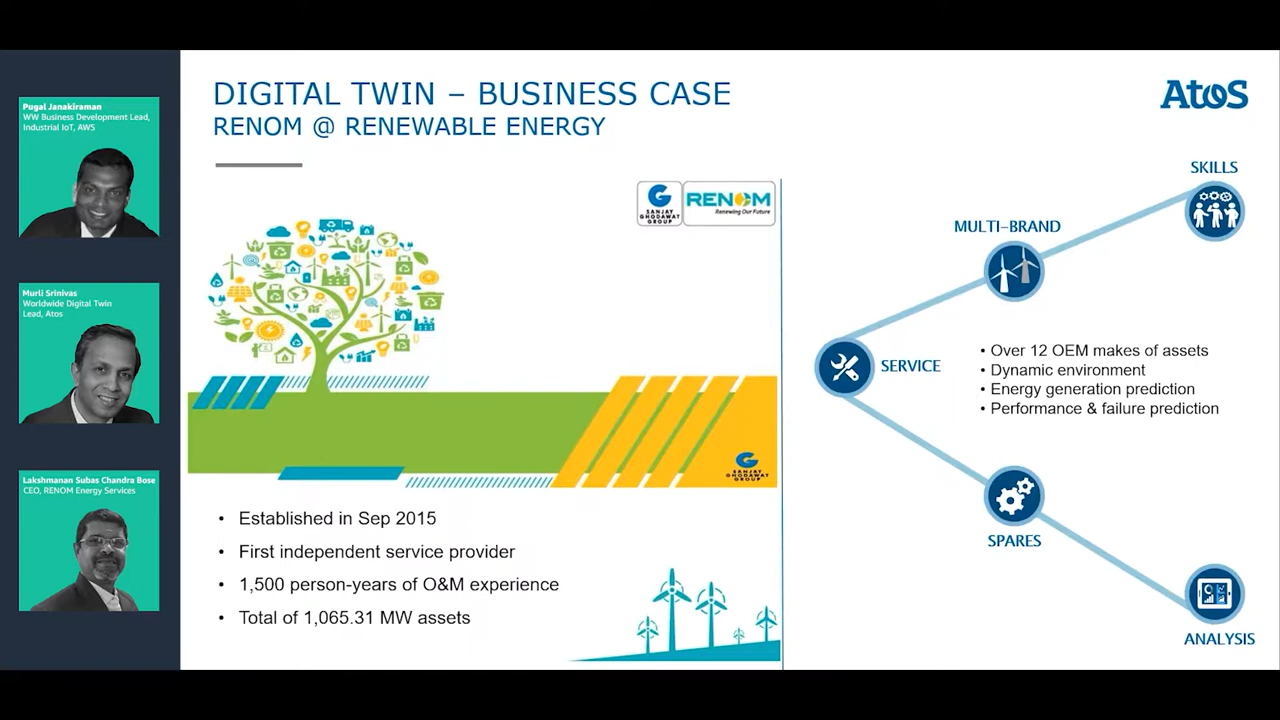 Pugal Janakiraman
WW Business Development Lead,
Industrial IoT, AWS
Murli Srinivas
Worldwide Digital Twin
Lead, Atos
Lakshmanan Subas Chandra Bose
CEO, RENOM Energy Services
DIGITAL TWIN – BUSINESS CASE
RENOM @ RENEWABLE ENERGY
Atos
SANJAY
GHODAWAT
GROUP
RENOM
Renewing Our Future
SANJAY
GHODAWAT
GROUP
• Established in Sep 2015
• First independent service provider
• 1,500 person-years of O&M experience
• Total of 1,065.31 MW assets
SKILLS
MULTI-BRAND
SERVICE
• Over 12 OEM makes of assets
• Dynamic environment
• Energy generation prediction
• Performance & failure prediction
SPARES
ANALYSIS